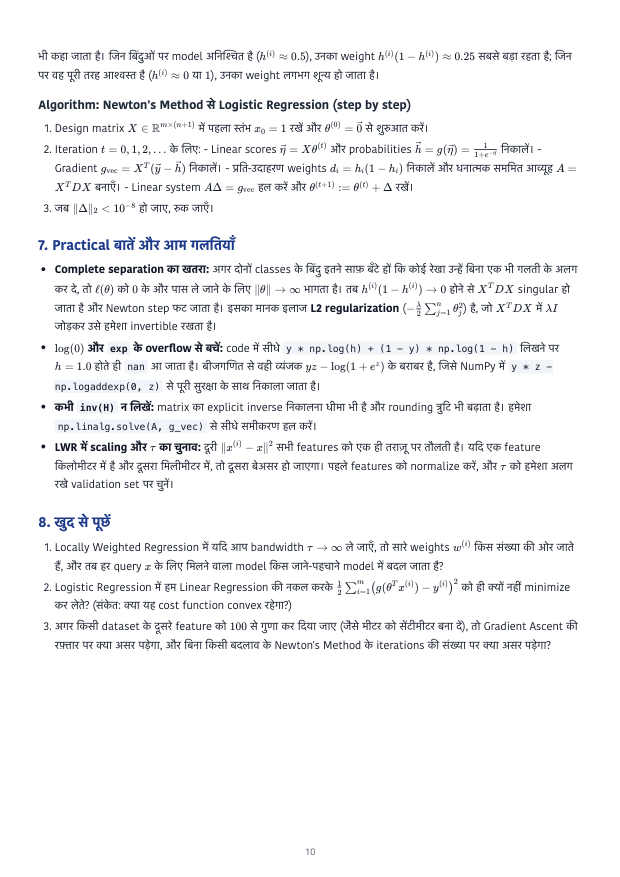 भी कहा जाता है। जिन बिंदुओं पर model अनिश्चित है (h^{(i)} ≈ 0.5), उनका weight h^{(i)}(1 − h^{(i)}) ≈ 0.25 सबसे बड़ा रहता है; जिन
पर वह पूरी तरह आश्वस्त है (h^{(i)} ≈ 0 या 1), उनका weight लगभग शून्य हो जाता है।
Algorithm: Newton's Method से Logistic Regression (step by step)
1. Design matrix X ∈ ℝ^{m×(n+1)} में पहला स्तंभ x₀ = 1 रखें और θ^{(0)} = \vec{0} से शुरुआत करें।
2. Iteration t = 0, 1, 2, … के लिए: - Linear scores \vec{η} = Xθ^{(t)} और probabilities \vec{h} = g(\vec{η}) = \frac{1}{1+e^{−η}} निकालें। -
Gradient g_{vec} = X^T(\vec{y} − \vec{h}) निकालें। - प्रति-उदाहरण weights d_i = h_i(1 − h_i) निकालें और धनात्मक सममित आव्यूह A =
X^T DX बनाएँ। - Linear system AΔ = g_{vec} हल करें और θ^{(t+1)} := θ^{(t)} + Δ रखें।
3. जब ‖Δ‖₂ < 10^{−8} हो जाए, रुक जाएँ।
7. Practical बातें और आम गलतियाँ
• Complete separation का खतरा: अगर दोनों classes के बिंदु इतने साफ़ बँटे हों कि कोई रेखा उन्हें बिना एक भी गलती के अलग
कर दे, तो ℓ(θ) को 0 के और पास ले जाने के लिए ‖θ‖ → ∞ भागता है। तब h^{(i)}(1 − h^{(i)}) → 0 होने से X^T DX singular हो
जाता है और Newton step फट जाता है। इसका मानक इलाज L2 regularization (−\frac{λ}{2} ∑_{j=1}^{n} θ_j^2) है, जो X^T DX में λI
जोड़कर उसे हमेशा invertible रखता है।
• log(0) और exp के overflow से बचें: code में सीधे y * np.log(h) + (1 - y) * np.log(1 - h) लिखने पर
h = 1.0 होते ही nan आ जाता है। बीजगणित से वही व्यंजक yz − log(1 + e^z) के बराबर है, जिसे NumPy में y * z -
np.logaddexp(0, z) से पूरी सुरक्षा के साथ निकाला जाता है।
• कभी inv(H) न लिखें: matrix का explicit inverse निकालना धीमा भी है और rounding त्रुटि भी बढ़ाता है। हमेशा
np.linalg.solve(A, g_vec) से सीधे समीकरण हल करें।
• LWR में scaling और τ का चुनाव: दूरी ‖x^{(i)} − x‖² सभी features को एक ही तराज़ू पर तौलती है। यदि एक feature
किलोमीटर में है और दूसरा मिलीमीटर में, तो दूसरा बेअसर हो जाएगा। पहले features को normalize करें, और τ को हमेशा अलग
रखे validation set पर चुनें।
8. खुद से पूछें
1. Locally Weighted Regression में यदि आप bandwidth τ → ∞ ले जाएँ, तो सारे weights w^{(i)} किस संख्या की ओर जाते
हैं, और तब हर query x के लिए मिलने वाला model किस जाने-पहचाने model में बदल जाता है?
2. Logistic Regression में हम Linear Regression की नकल करके \frac{1}{2} ∑_{i=1}^{m} (g(θ^T x^{(i)}) − y^{(i)})^2 को ही क्यों नहीं minimize
कर लेते? (संकेत: क्या यह cost function convex रहेगा?)
3. अगर किसी dataset के दूसरे feature को 100 से गुणा कर दिया जाए (जैसे मीटर को सेंटीमीटर बना दें), तो Gradient Ascent की
रफ़्तार पर क्या असर पड़ेगा, और बिना किसी बदलाव के Newton's Method के iterations की संख्या पर क्या असर पड़ेगा?
10